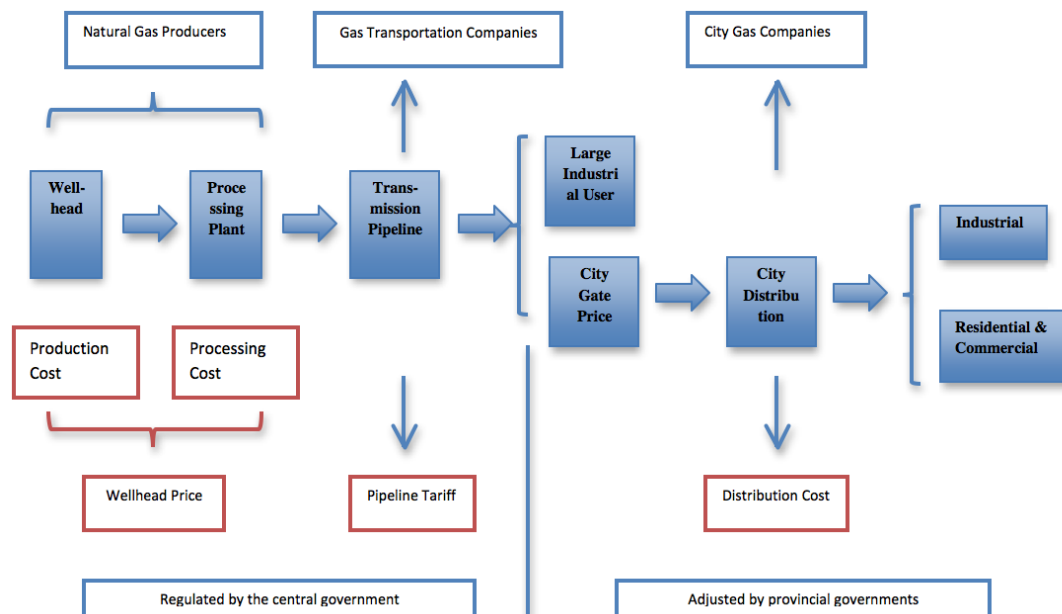 Natural Gas Producers
Gas Transportation Companies
City Gas Companies
Well-
head
Proce
ssing
Plant
Trans-
mission
Pipeline
Large
Industri
al User
City
Gate
Price
City
Distribu
tion
Industrial
Residential &
Commercial
Production
Cost
Processing
Cost
Wellhead Price
Pipeline Tariff
Distribution Cost
Regulated by the central government
Adjusted by provincial governments